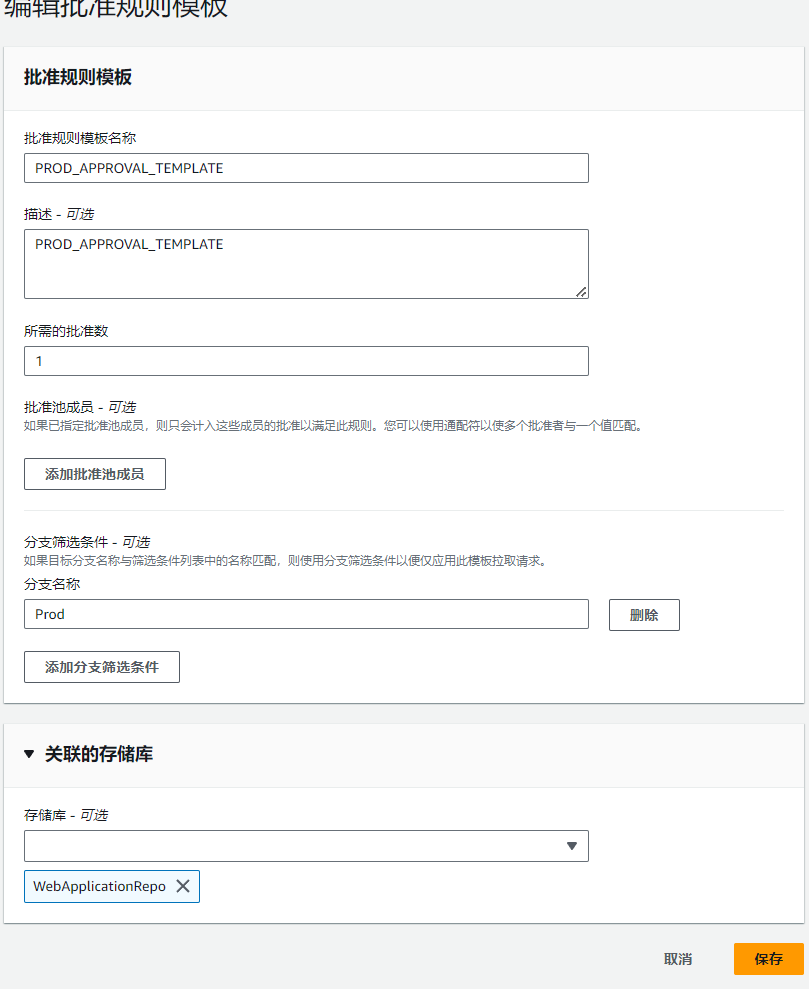 编辑批准规则模板
批准规则模板
批准规则模板名称
PROD_APPROVAL_TEMPLATE
描述 - 可选
PROD_APPROVAL_TEMPLATE
所需的批准数
1
批准池成员 - 可选
如果已指定批准池成员，则只会计入这些成员的批准以满足此规则。您可以使用通配符以使多个批准者与一个值匹配。
添加批准池成员
分支筛选条件 - 可选
如果目标分支名称与筛选条件列表中的名称匹配，则使用分支筛选条件以便仅应用此模板拉取请求。
分支名称
Prod
删除
添加分支筛选条件
关联的存储库
存储库 - 可选
WebApplicationRepo
取消
保存